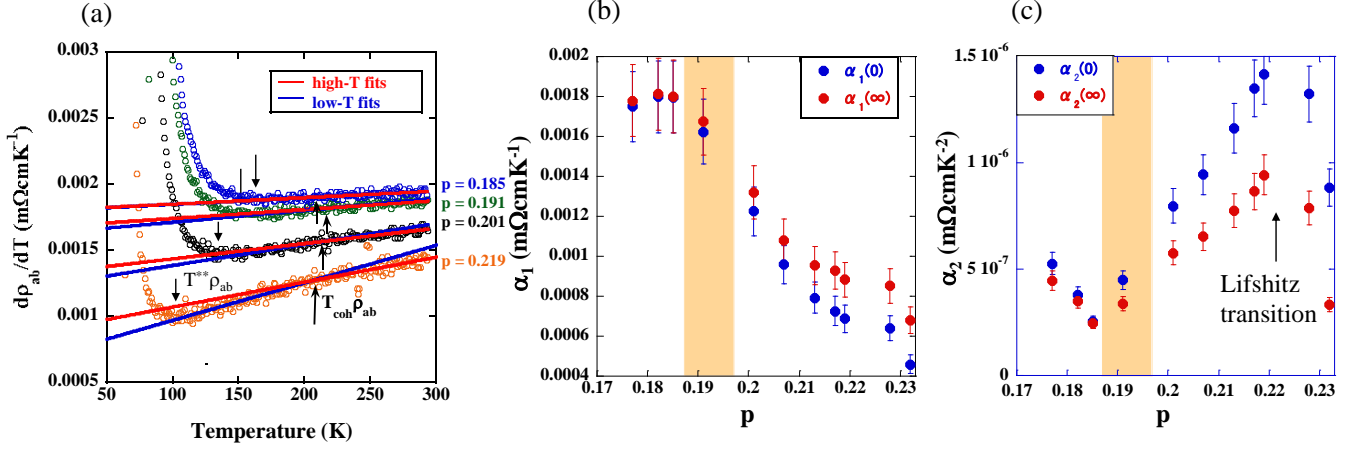 (a)
(b)
(c)
0.003
0.0025
0.002
0.0015
0.001
0.0005
50
100
150
200
250
300
dρab/dT (mΩcmK-1)
Temperature (K)
high-T fits
low-T fits
p = 0.185
p = 0.191
p = 0.201
p = 0.219
T**ρab
Tcohρab
0.002
0.0018
0.0016
0.0014
0.0012
0.001
0.0008
0.0006
0.0004
0.17
0.18
0.19
0.2
0.21
0.22
0.23
α1 (mΩcmK-1)
p
α1(0)
α1(∞)
1.5 10-6
1 10-6
5 10-7
0
0.17
0.18
0.19
0.2
0.21
0.22
0.23
α2 (mΩcmK-2)
p
α2(0)
α2(∞)
Lifshitz
transition